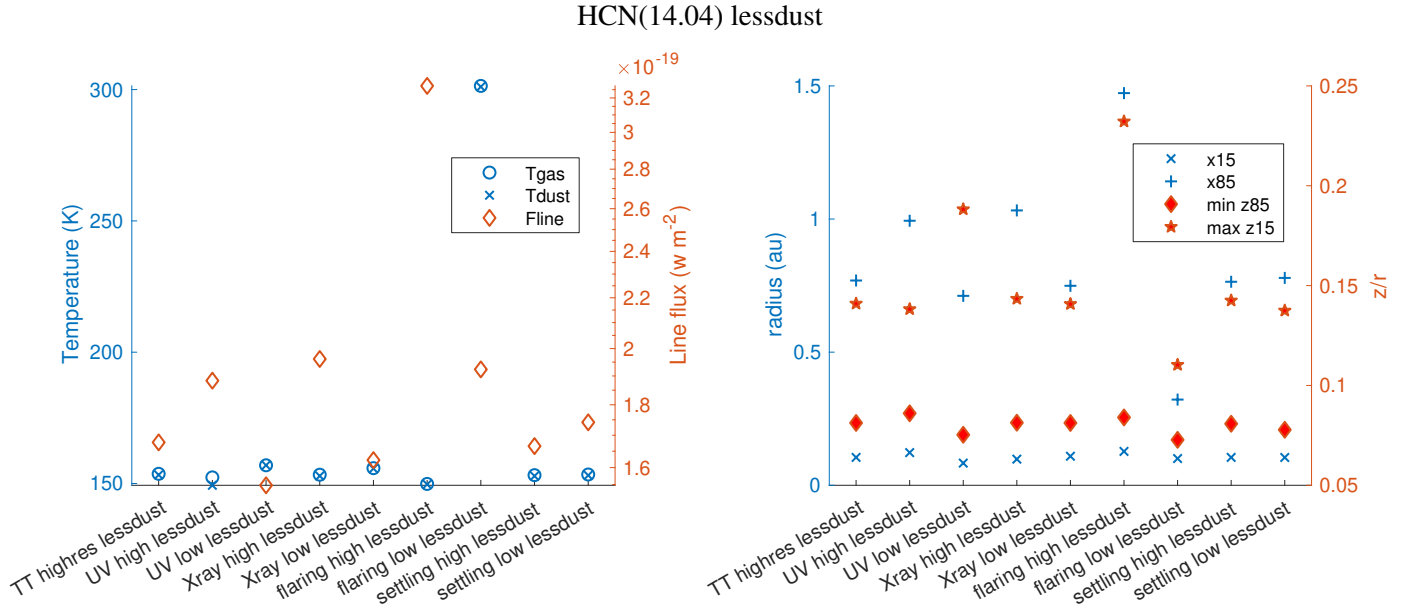 HCN(14.04) lessdust
×10^-19
300
250
200
150
Temperature (K)
3.2
3
2.8
2.6
2.4
2.2
2
1.8
1.6
Line flux (w m^-2)
Tgas
Tdust
Fline
TT highres lessdust
UV high lessdust
UV low lessdust
Xray high lessdust
Xray low lessdust
flaring high lessdust
flaring low lessdust
settling high lessdust
settling low lessdust
1.5
1
0.5
0
radius (au)
0.25
0.2
0.15
0.1
0.05
z/r
x15
x85
min z85
max z15
TT highres lessdust
UV high lessdust
UV low lessdust
Xray high lessdust
Xray low lessdust
flaring high lessdust
flaring low lessdust
settling high lessdust
settling low lessdust